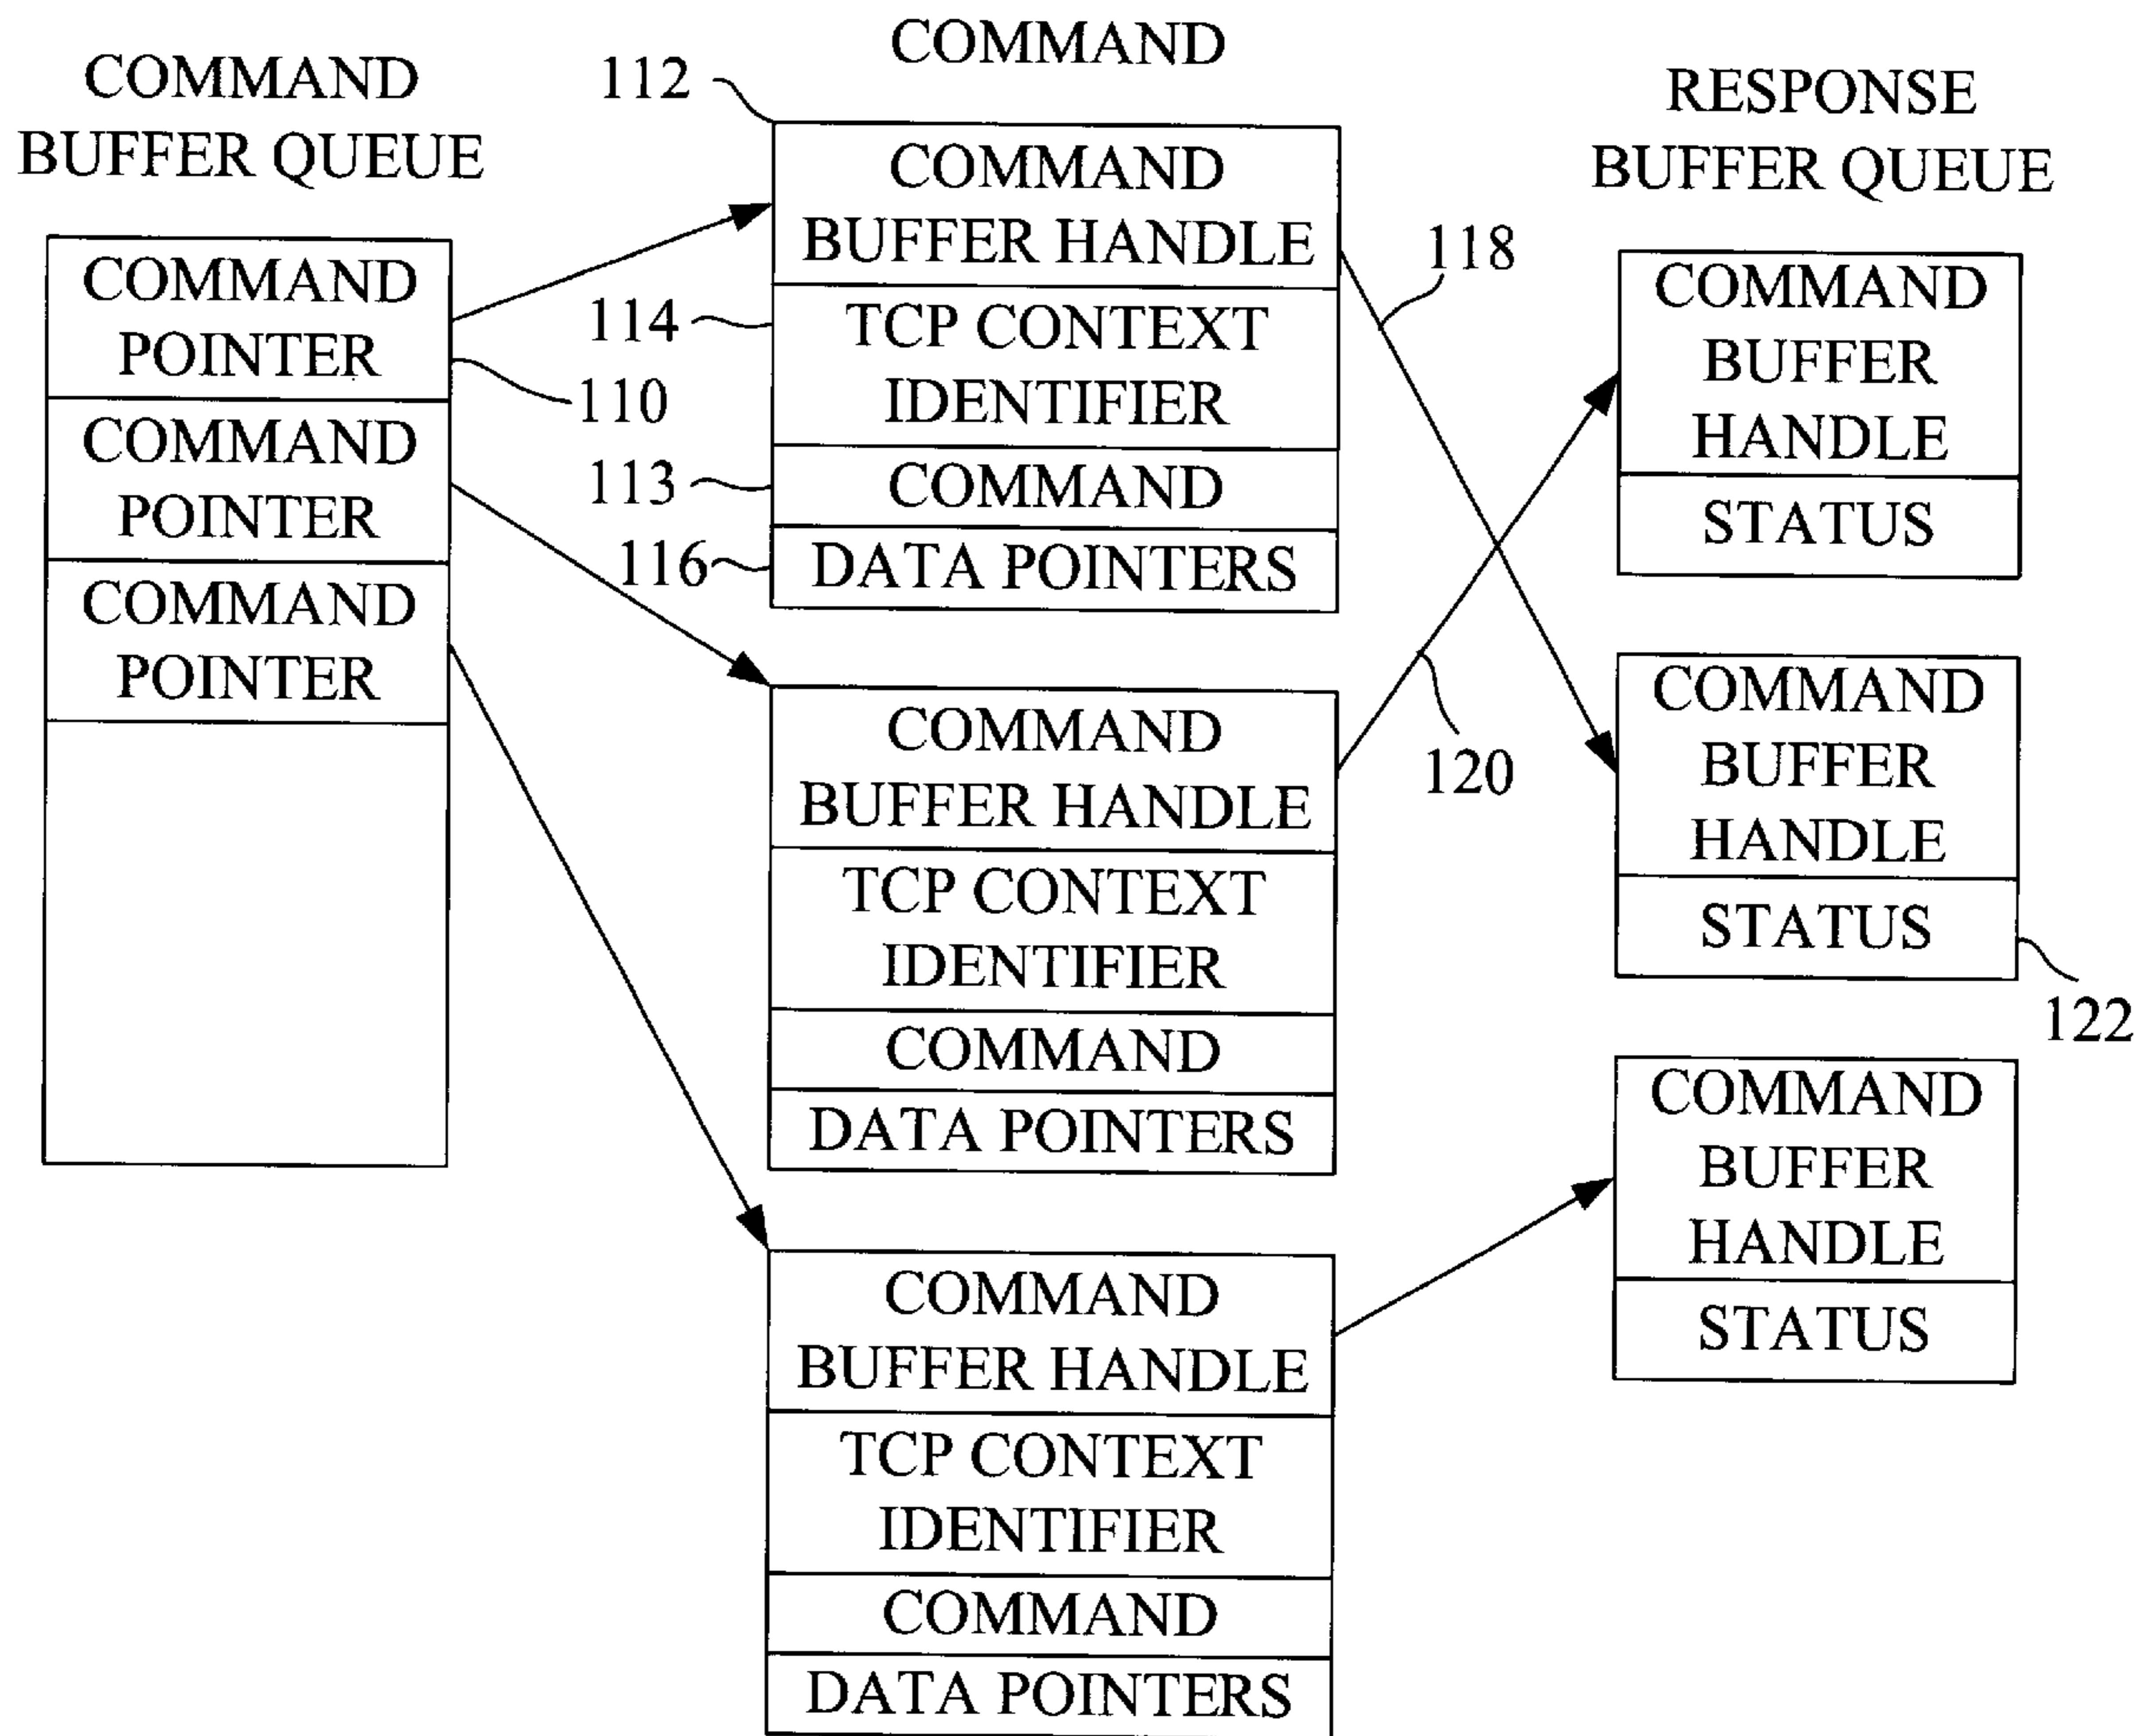 COMMAND
BUFFER QUEUE
COMMAND
POINTER
110
COMMAND
POINTER
COMMAND
POINTER
COMMAND
112
COMMAND
BUFFER HANDLE
114
TCP CONTEXT
IDENTIFIER
113
COMMAND
116
DATA POINTERS
COMMAND
BUFFER HANDLE
TCP CONTEXT
IDENTIFIER
COMMAND
DATA POINTERS
COMMAND
BUFFER HANDLE
TCP CONTEXT
IDENTIFIER
COMMAND
DATA POINTERS
118
120
RESPONSE
BUFFER QUEUE
COMMAND
BUFFER
HANDLE
STATUS
COMMAND
BUFFER
HANDLE
STATUS
122
COMMAND
BUFFER
HANDLE
STATUS